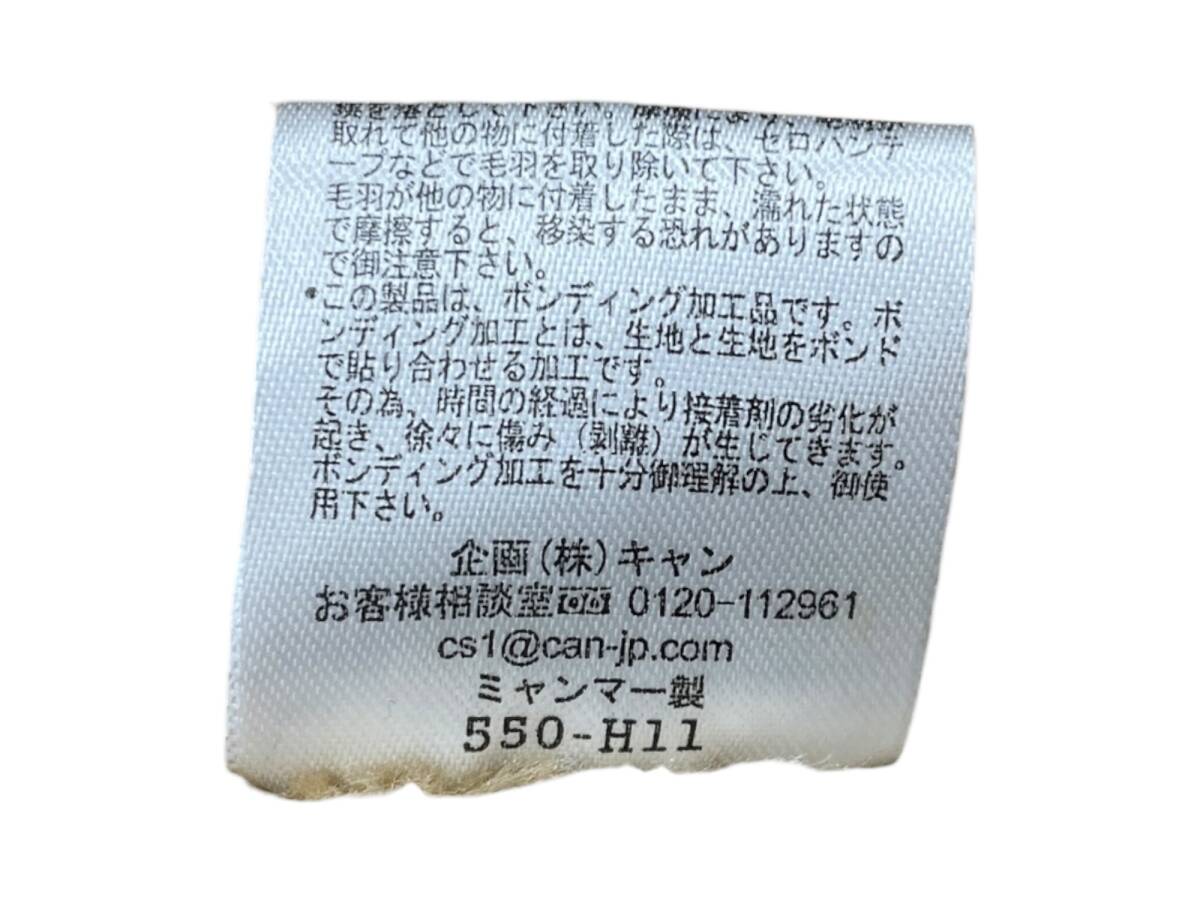 取れて他の物に付着した際は、セロハンテ
ープなどで毛羽を取り除いて下さい。
毛羽が他の物に付着したまま、濡れた状態
で摩擦すると、移染する恐れがありますの
で御注意下さい。
・この製品は、ボンディング加工品です。ボ
ンディング加工とは、生地と生地をボンド
で貼り合わせる加工です。
その為、時間の経過により接着剤の劣化が
起き、徐々に傷み（剥離）が生じてきます。
ボンディング加工を十分御理解の上、御使
用下さい。
企画(株)キャン
お客様相談室 0120-112961
cs1@can-jp.com
ミャンマー製
550-H11